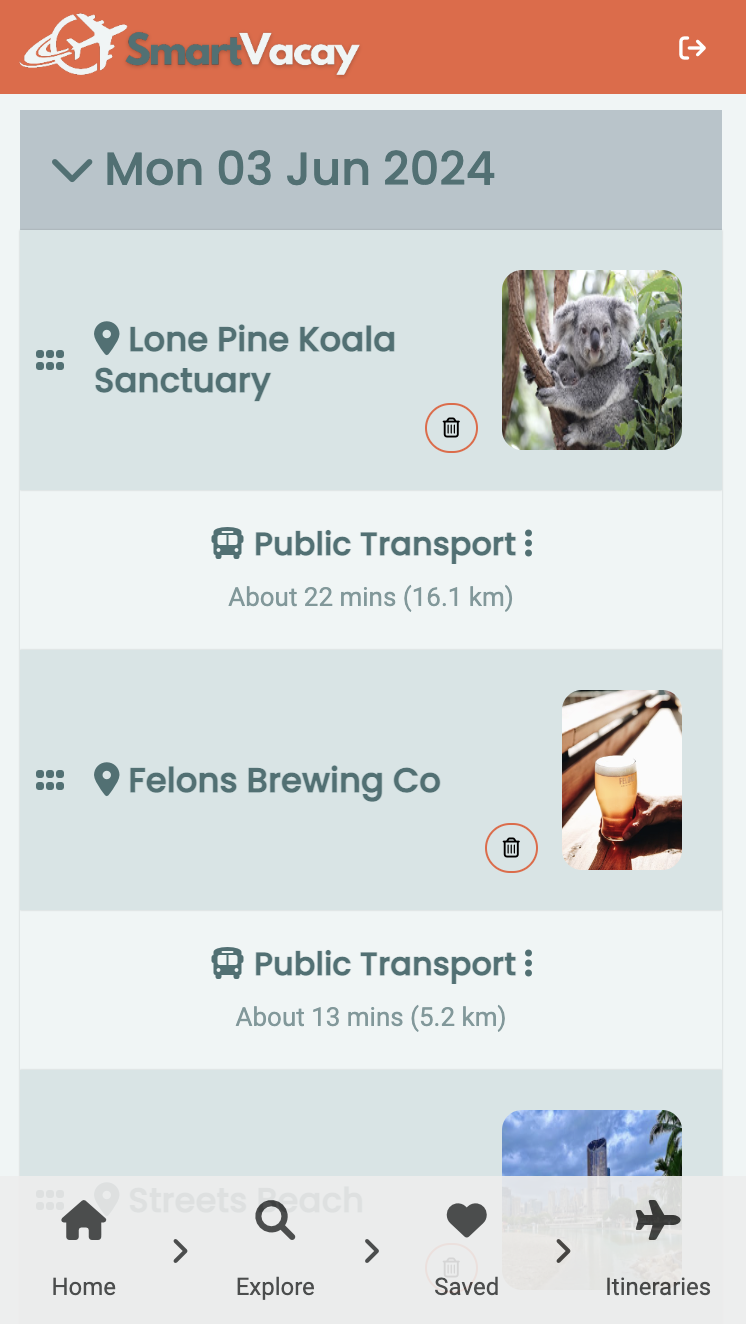 SmartVacay
Mon 03 Jun 2024
Lone Pine Koala
Sanctuary
Public Transport
About 22 mins (16.1 km)
Felons Brewing Co
Public Transport
About 13 mins (5.2 km)
Streets Beach
Home
Explore
Saved
Itineraries